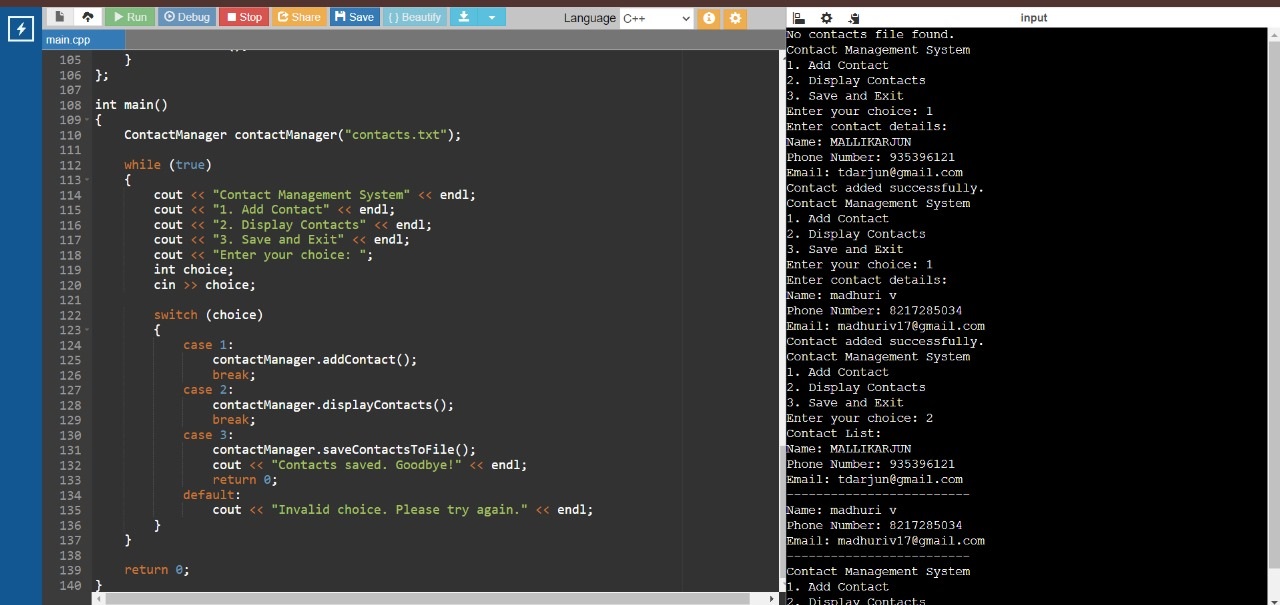 Run Debug Stop Share Save { } Beautify Language C++
main.cpp
105 }
106 };
107
108 int main()
109 {
110 ContactManager contactManager("contacts.txt");
111
112 while (true)
113 {
114 cout << "Contact Management System" << endl;
115 cout << "1. Add Contact" << endl;
116 cout << "2. Display Contacts" << endl;
117 cout << "3. Save and Exit" << endl;
118 cout << "Enter your choice: ";
119 int choice;
120 cin >> choice;
121
122 switch (choice)
123 {
124 case 1:
125 contactManager.addContact();
126 break;
127 case 2:
128 contactManager.displayContacts();
129 break;
130 case 3:
131 contactManager.saveContactsToFile();
132 cout << "Contacts saved. Goodbye!" << endl;
133 return 0;
134 default:
135 cout << "Invalid choice. Please try again." << endl;
136 }
137 }
138
139 return 0;
140 }
input
No contacts file found.
Contact Management System
1. Add Contact
2. Display Contacts
3. Save and Exit
Enter your choice: 1
Enter contact details:
Name: MALLIKARJUN
Phone Number: 935396121
Email: tdarjun@gmail.com
Contact added successfully.
Contact Management System
1. Add Contact
2. Display Contacts
3. Save and Exit
Enter your choice: 1
Enter contact details:
Name: madhuri v
Phone Number: 8217285034
Email: madhuriv17@gmail.com
Contact added successfully.
Contact Management System
1. Add Contact
2. Display Contacts
3. Save and Exit
Enter your choice: 2
Contact List:
Name: MALLIKARJUN
Phone Number: 935396121
Email: tdarjun@gmail.com
-------------------------
Name: madhuri v
Phone Number: 8217285034
Email: madhuriv17@gmail.com
-------------------------
Contact Management System
1. Add Contact
2. Display Contacts